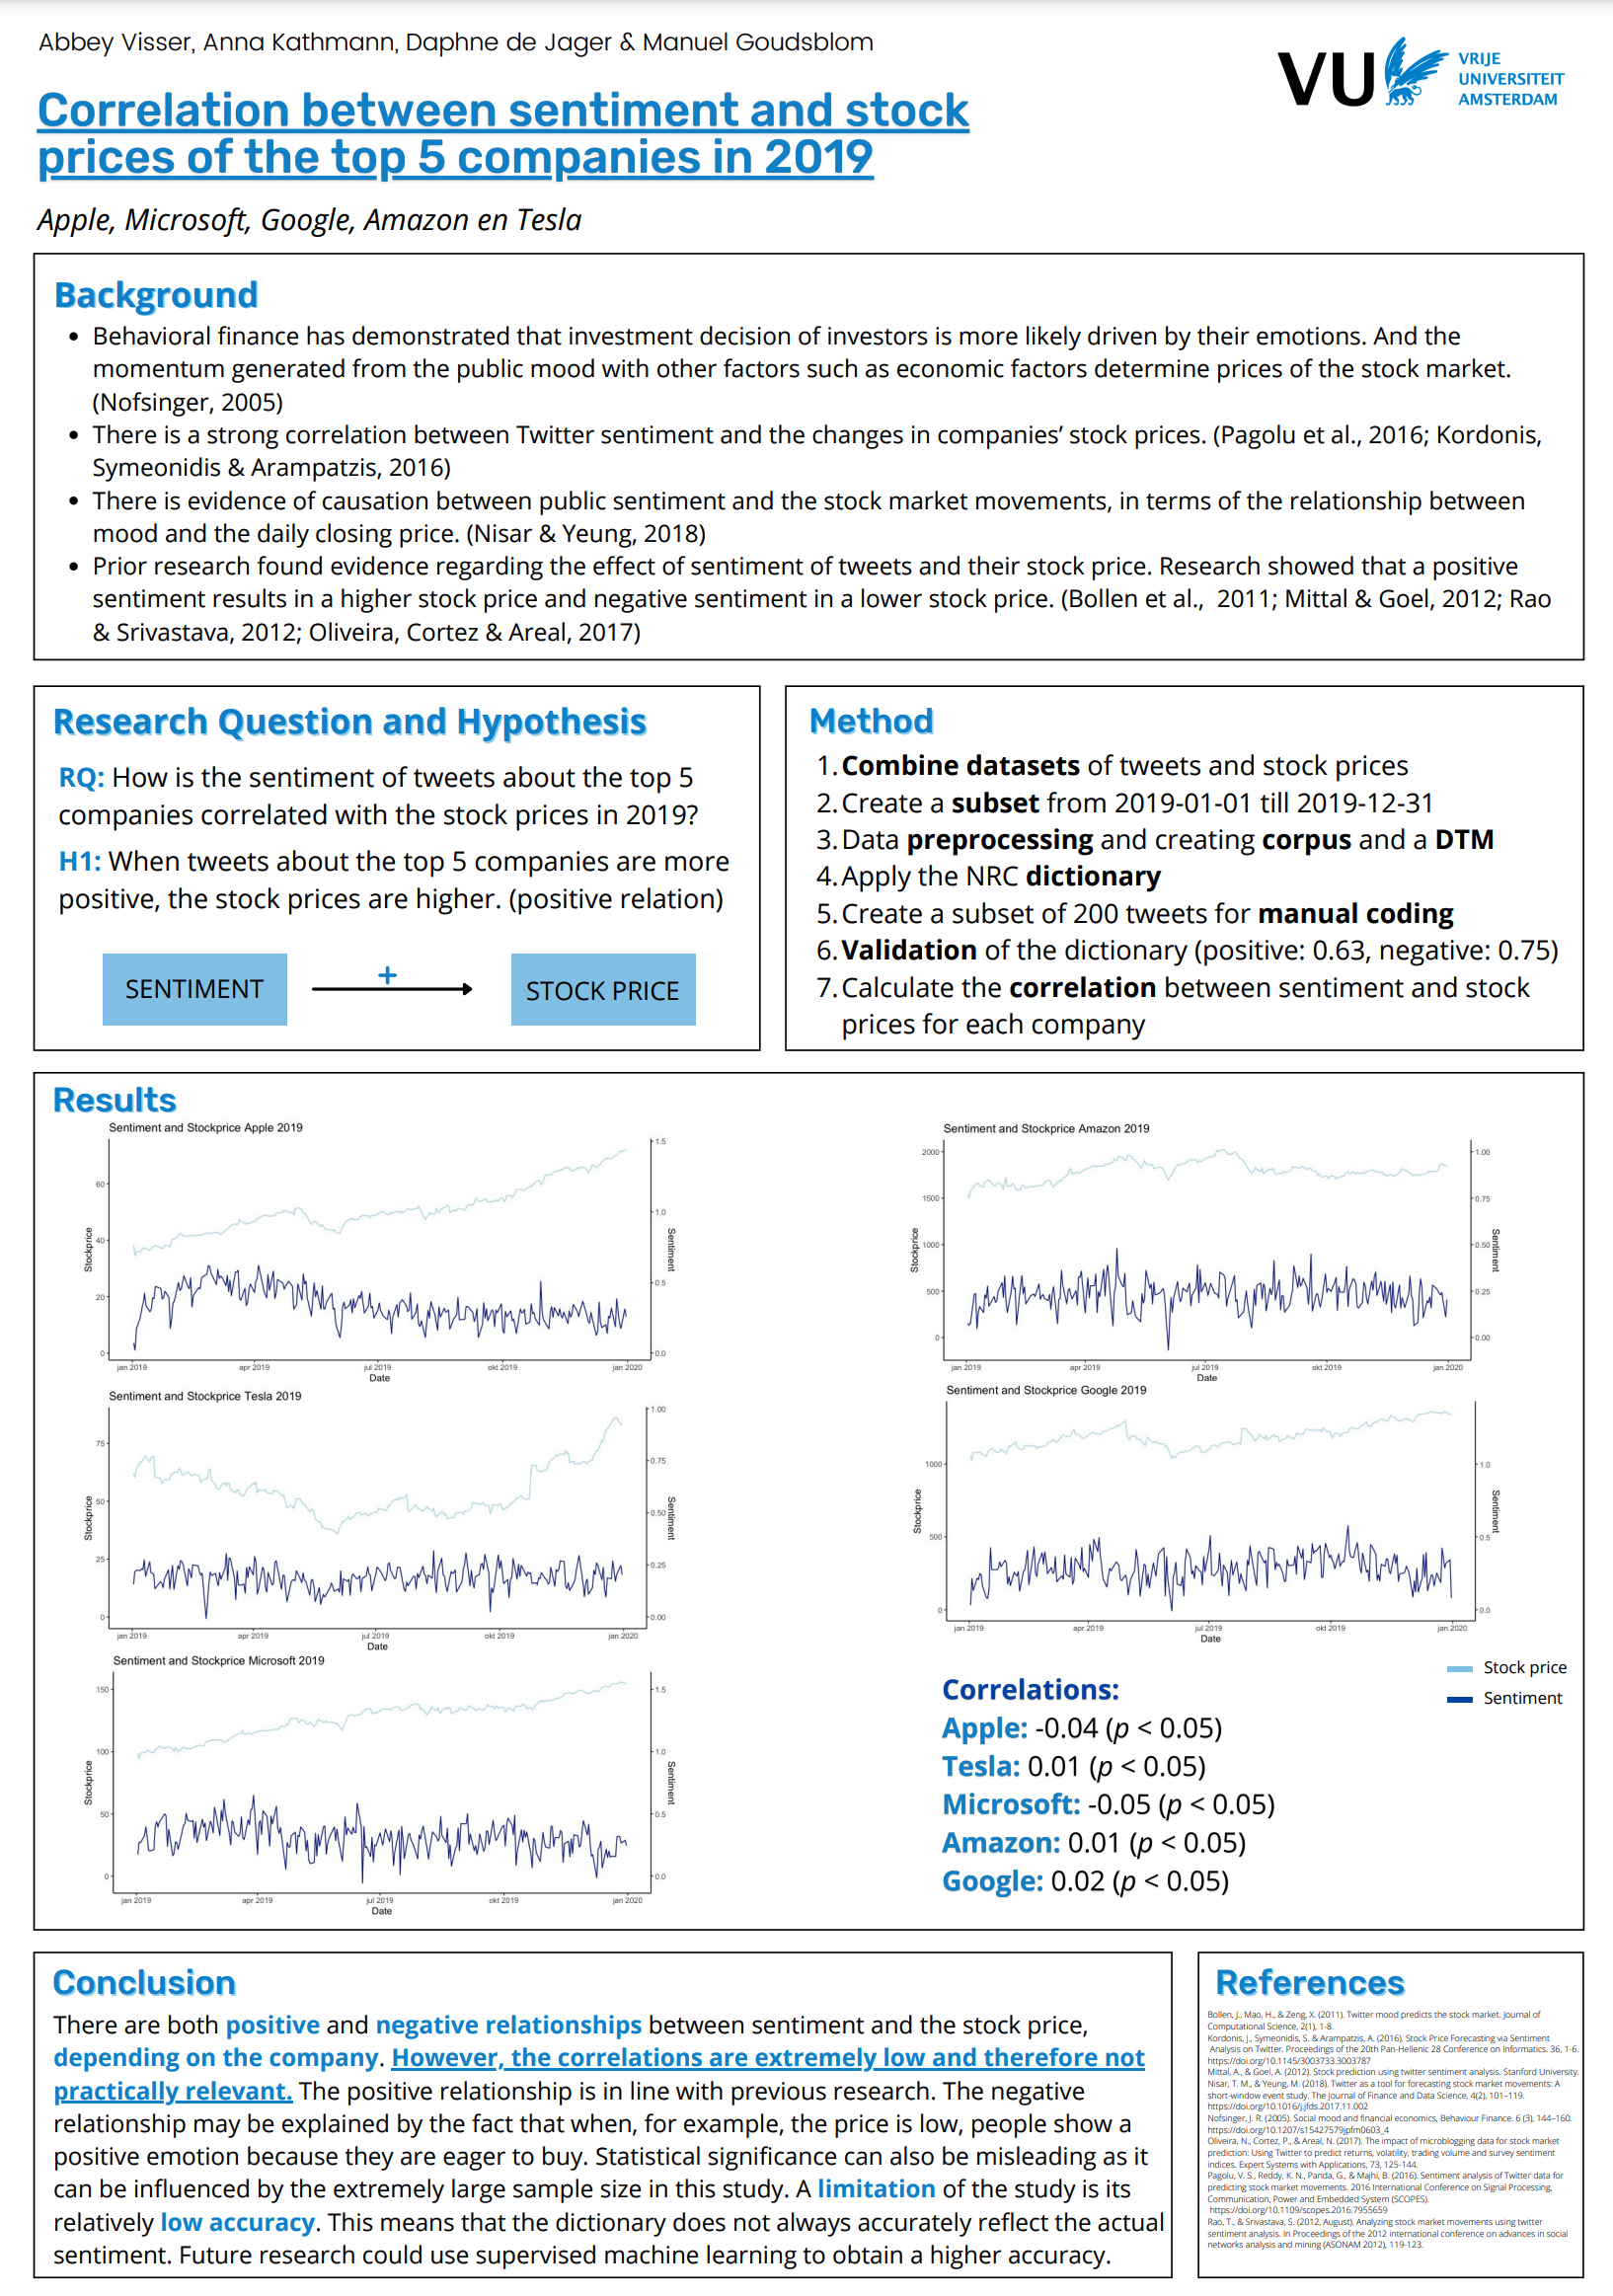 Abbey Visser, Anna Kathmann, Daphne de Jager & Manuel Goudsblom
VU VRIJE
UNIVERSITEIT
AMSTERDAM
Correlation between sentiment and stock
prices of the top 5 companies in 2019
Apple, Microsoft, Google, Amazon en Tesla
Background
• Behavioral finance has demonstrated that investment decision of investors is more likely driven by their emotions. And the
momentum generated from the public mood with other factors such as economic factors determine prices of the stock market.
(Nofsinger, 2005)
• There is a strong correlation between Twitter sentiment and the changes in companies’ stock prices. (Pagolu et al., 2016; Kordonis,
Symeonidis & Arampatzis, 2016)
• There is evidence of causation between public sentiment and the stock market movements, in terms of the relationship between
mood and the daily closing price. (Nisar & Yeung, 2018)
• Prior research found evidence regarding the effect of sentiment of tweets and their stock price. Research showed that a positive
sentiment results in a higher stock price and negative sentiment in a lower stock price. (Bollen et al., 2011; Mittal & Goel, 2012; Rao
& Srivastava, 2012; Oliveira, Cortez & Areal, 2017)
Research Question and Hypothesis
RQ: How is the sentiment of tweets about the top 5
companies correlated with the stock prices in 2019?
H1: When tweets about the top 5 companies are more
positive, the stock prices are higher. (positive relation)
SENTIMENT
+
STOCK PRICE
Method
1. Combine datasets of tweets and stock prices
2. Create a subset from 2019-01-01 till 2019-12-31
3. Data preprocessing and creating corpus and a DTM
4. Apply the NRC dictionary
5. Create a subset of 200 tweets for manual coding
6. Validation of the dictionary (positive: 0.63, negative: 0.75)
7. Calculate the correlation between sentiment and stock
prices for each company
Results
Sentiment and Stockprice Apple 2019
60
40
20
0
Stockprice
1.5
1.0
0.5
0.0
Sentiment
jan 2019 apr 2019 jul 2019 okt 2019 jan 2020
Date
Sentiment and Stockprice Amazon 2019
2000
1500
1000
500
0
Stockprice
1.00
0.75
0.50
0.25
0.00
Sentiment
jan 2019 apr 2019 jul 2019 okt 2019 jan 2020
Date
Sentiment and Stockprice Tesla 2019
75
50
25
0
Stockprice
1.00
0.75
0.50
0.25
0.00
Sentiment
jan 2019 apr 2019 jul 2019 okt 2019 jan 2020
Date
Sentiment and Stockprice Google 2019
1000
500
0
Stockprice
1.0
0.5
0.0
Sentiment
jan 2019 apr 2019 jul 2019 okt 2019 jan 2020
Date
Sentiment and Stockprice Microsoft 2019
150
100
50
0
Stockprice
1.5
1.0
0.5
0.0
Sentiment
jan 2019 apr 2019 jul 2019 okt 2019 jan 2020
Date
Stock price
Sentiment
Correlations:
Apple: -0.04 (p < 0.05)
Tesla: 0.01 (p < 0.05)
Microsoft: -0.05 (p < 0.05)
Amazon: 0.01 (p < 0.05)
Google: 0.02 (p < 0.05)
Conclusion
There are both positive and negative relationships between sentiment and the stock price,
depending on the company. However, the correlations are extremely low and therefore not
practically relevant. The positive relationship is in line with previous research. The negative
relationship may be explained by the fact that when, for example, the price is low, people show a
positive emotion because they are eager to buy. Statistical significance can also be misleading as it
can be influenced by the extremely large sample size in this study. A limitation of the study is its
relatively low accuracy. This means that the dictionary does not always accurately reflect the actual
sentiment. Future research could use supervised machine learning to obtain a higher accuracy.
References
Bollen, J., Mao, H., & Zeng, X. (2011). Twitter mood predicts the stock market. Journal of
Computational Science, 2(1), 1-8.
Kordonis, J., Symeonidis, S. & Arampatzis, A. (2016). Stock Price Forecasting via Sentiment
Analysis on Twitter. Proceedings of the 20th Pan-Hellenic 28 Conference on Informatics. 36, 1-6.
https://doi.org/10.1145/3003733.3003787
Mittal, A., & Goel, A. (2012). Stock prediction using twitter sentiment analysis. Stanford University.
Nisar, T. M., & Yeung, M. (2018). Twitter as a tool for forecasting stock market movements: A
short-window event study. The Journal of Finance and Data Science, 4(2), 101–119.
https://doi.org/10.1016/j.jfds.2017.11.002
Nofsinger, J. R. (2005). Social mood and financial economics, Behaviour Finance. 6 (3), 144–160.
https://doi.org/10.1207/s15427579jpfm0603_4
Oliveira, N., Cortez, P., & Areal, N. (2017). The impact of microblogging data for stock market
prediction: Using Twitter to predict returns, volatility, trading volume and survey sentiment
indices. Expert Systems with Applications, 73, 125-144.
Pagolu, V. S., Reddy, K. N., Panda, G., & Majhi, B. (2016). Sentiment analysis of Twitter data for
predicting stock market movements. 2016 International Conference on Signal Processing,
Communication, Power and Embedded System (SCOPES).
https://doi.org/10.1109/scopes.2016.7955659
Rao, T., & Srivastava, S. (2012, August). Analyzing stock market movements using twitter
sentiment analysis. In Proceedings of the 2012 international conference on advances in social
networks analysis and mining (ASONAM 2012), 119-123.